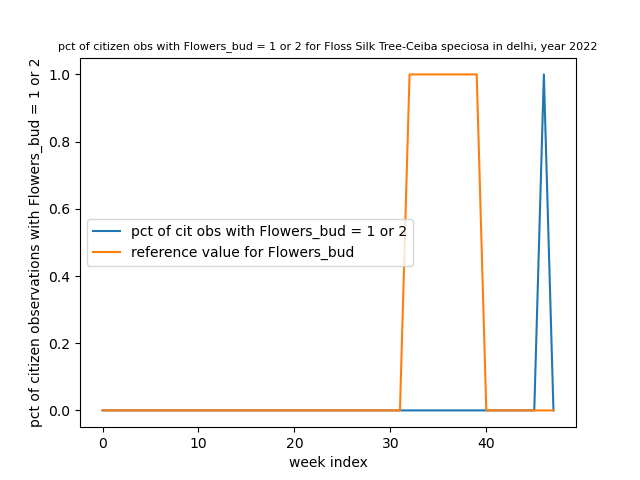 pct of citizen obs with Flowers_bud = 1 or 2 for Floss Silk Tree-Ceiba speciosa in delhi, year 2022
pct of citizen observations with Flowers_bud = 1 or 2
1.0
0.8
0.6
0.4
0.2
0.0
pct of cit obs with Flowers_bud = 1 or 2
reference value for Flowers_bud
0
10
20
30
40
week index